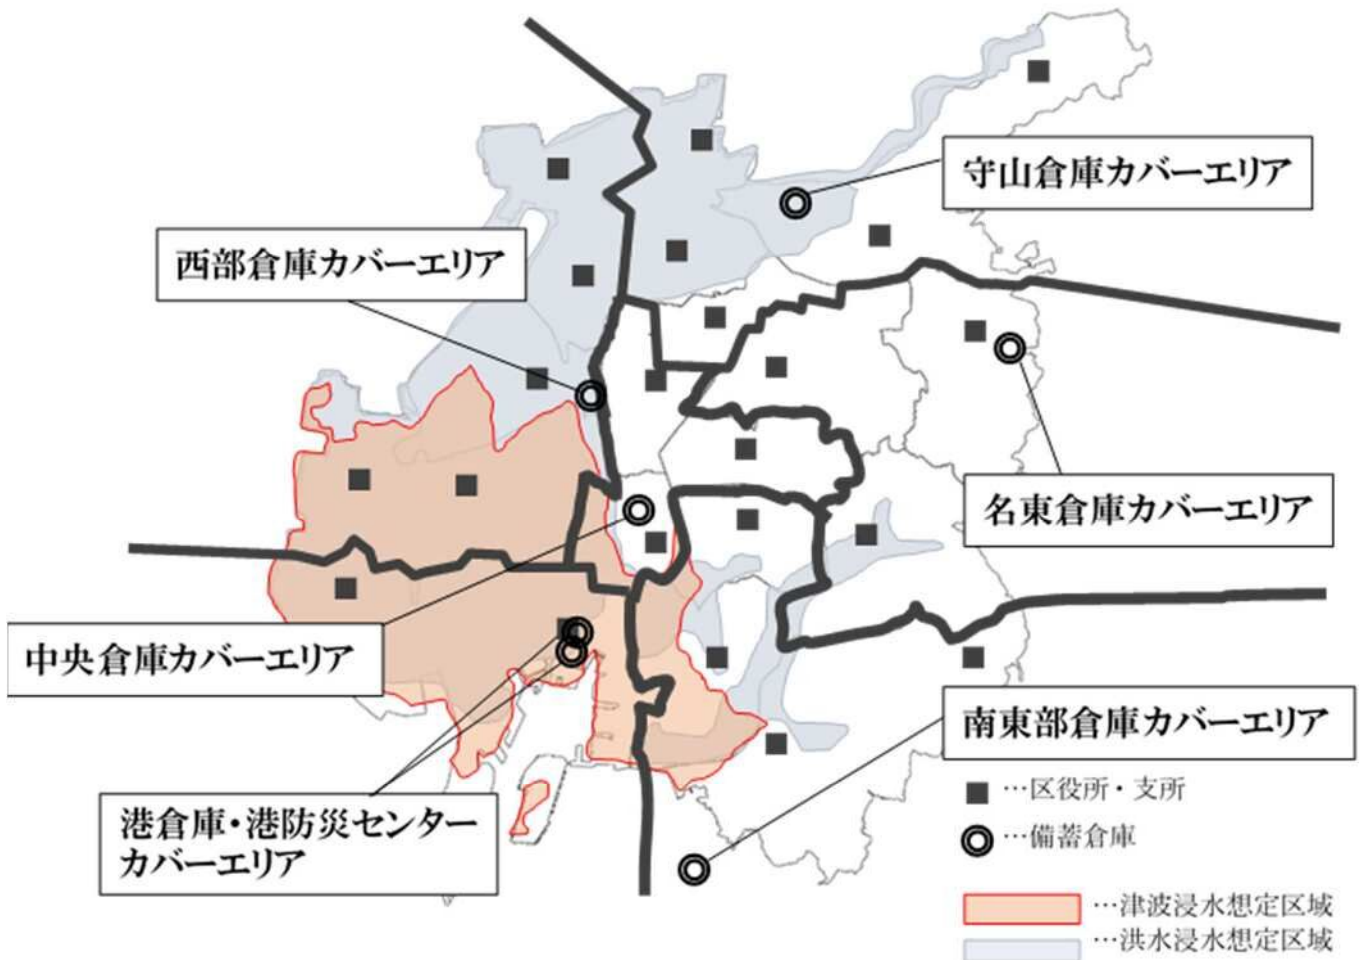 守山倉庫カバーエリア
西部倉庫カバーエリア
名東倉庫カバーエリア
中央倉庫カバーエリア
南東部倉庫カバーエリア
港倉庫・港防災センター
カバーエリア
…区役所・支所
…備蓄倉庫
…津波浸水想定区域
…洪水浸水想定区域